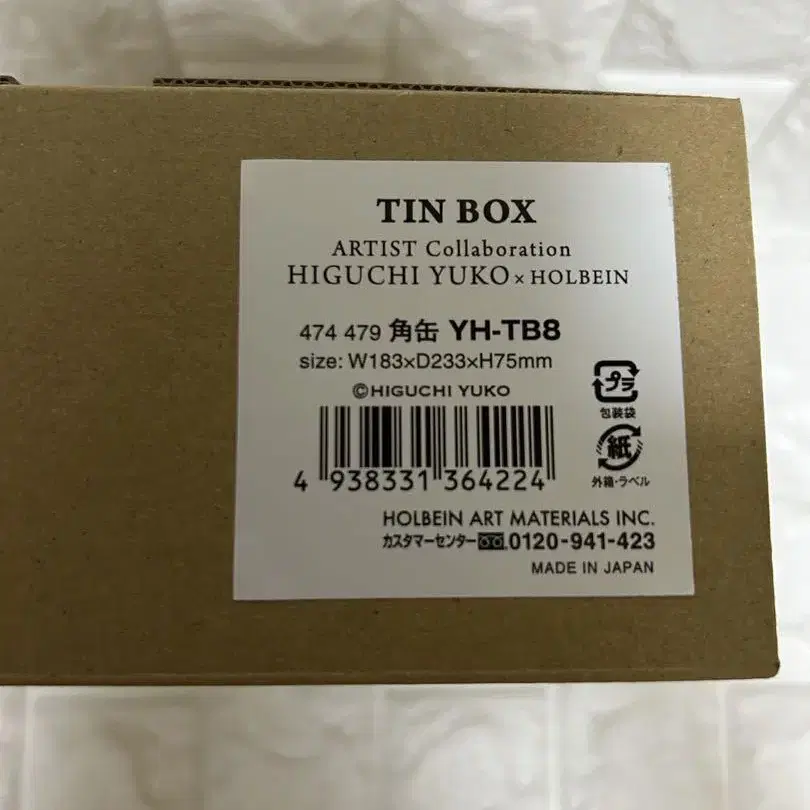 TIN BOX
ARTIST Collaboration
HIGUCHI YUKO × HOLBEIN
474 479 角缶 YH-TB8
size: W183×D233×H75mm
©HIGUCHI YUKO
プラ
包装袋
紙
外箱・ラベル
4 938331 364224
HOLBEIN ART MATERIALS INC.
カスタマーセンター 0120-941-423
MADE IN JAPAN